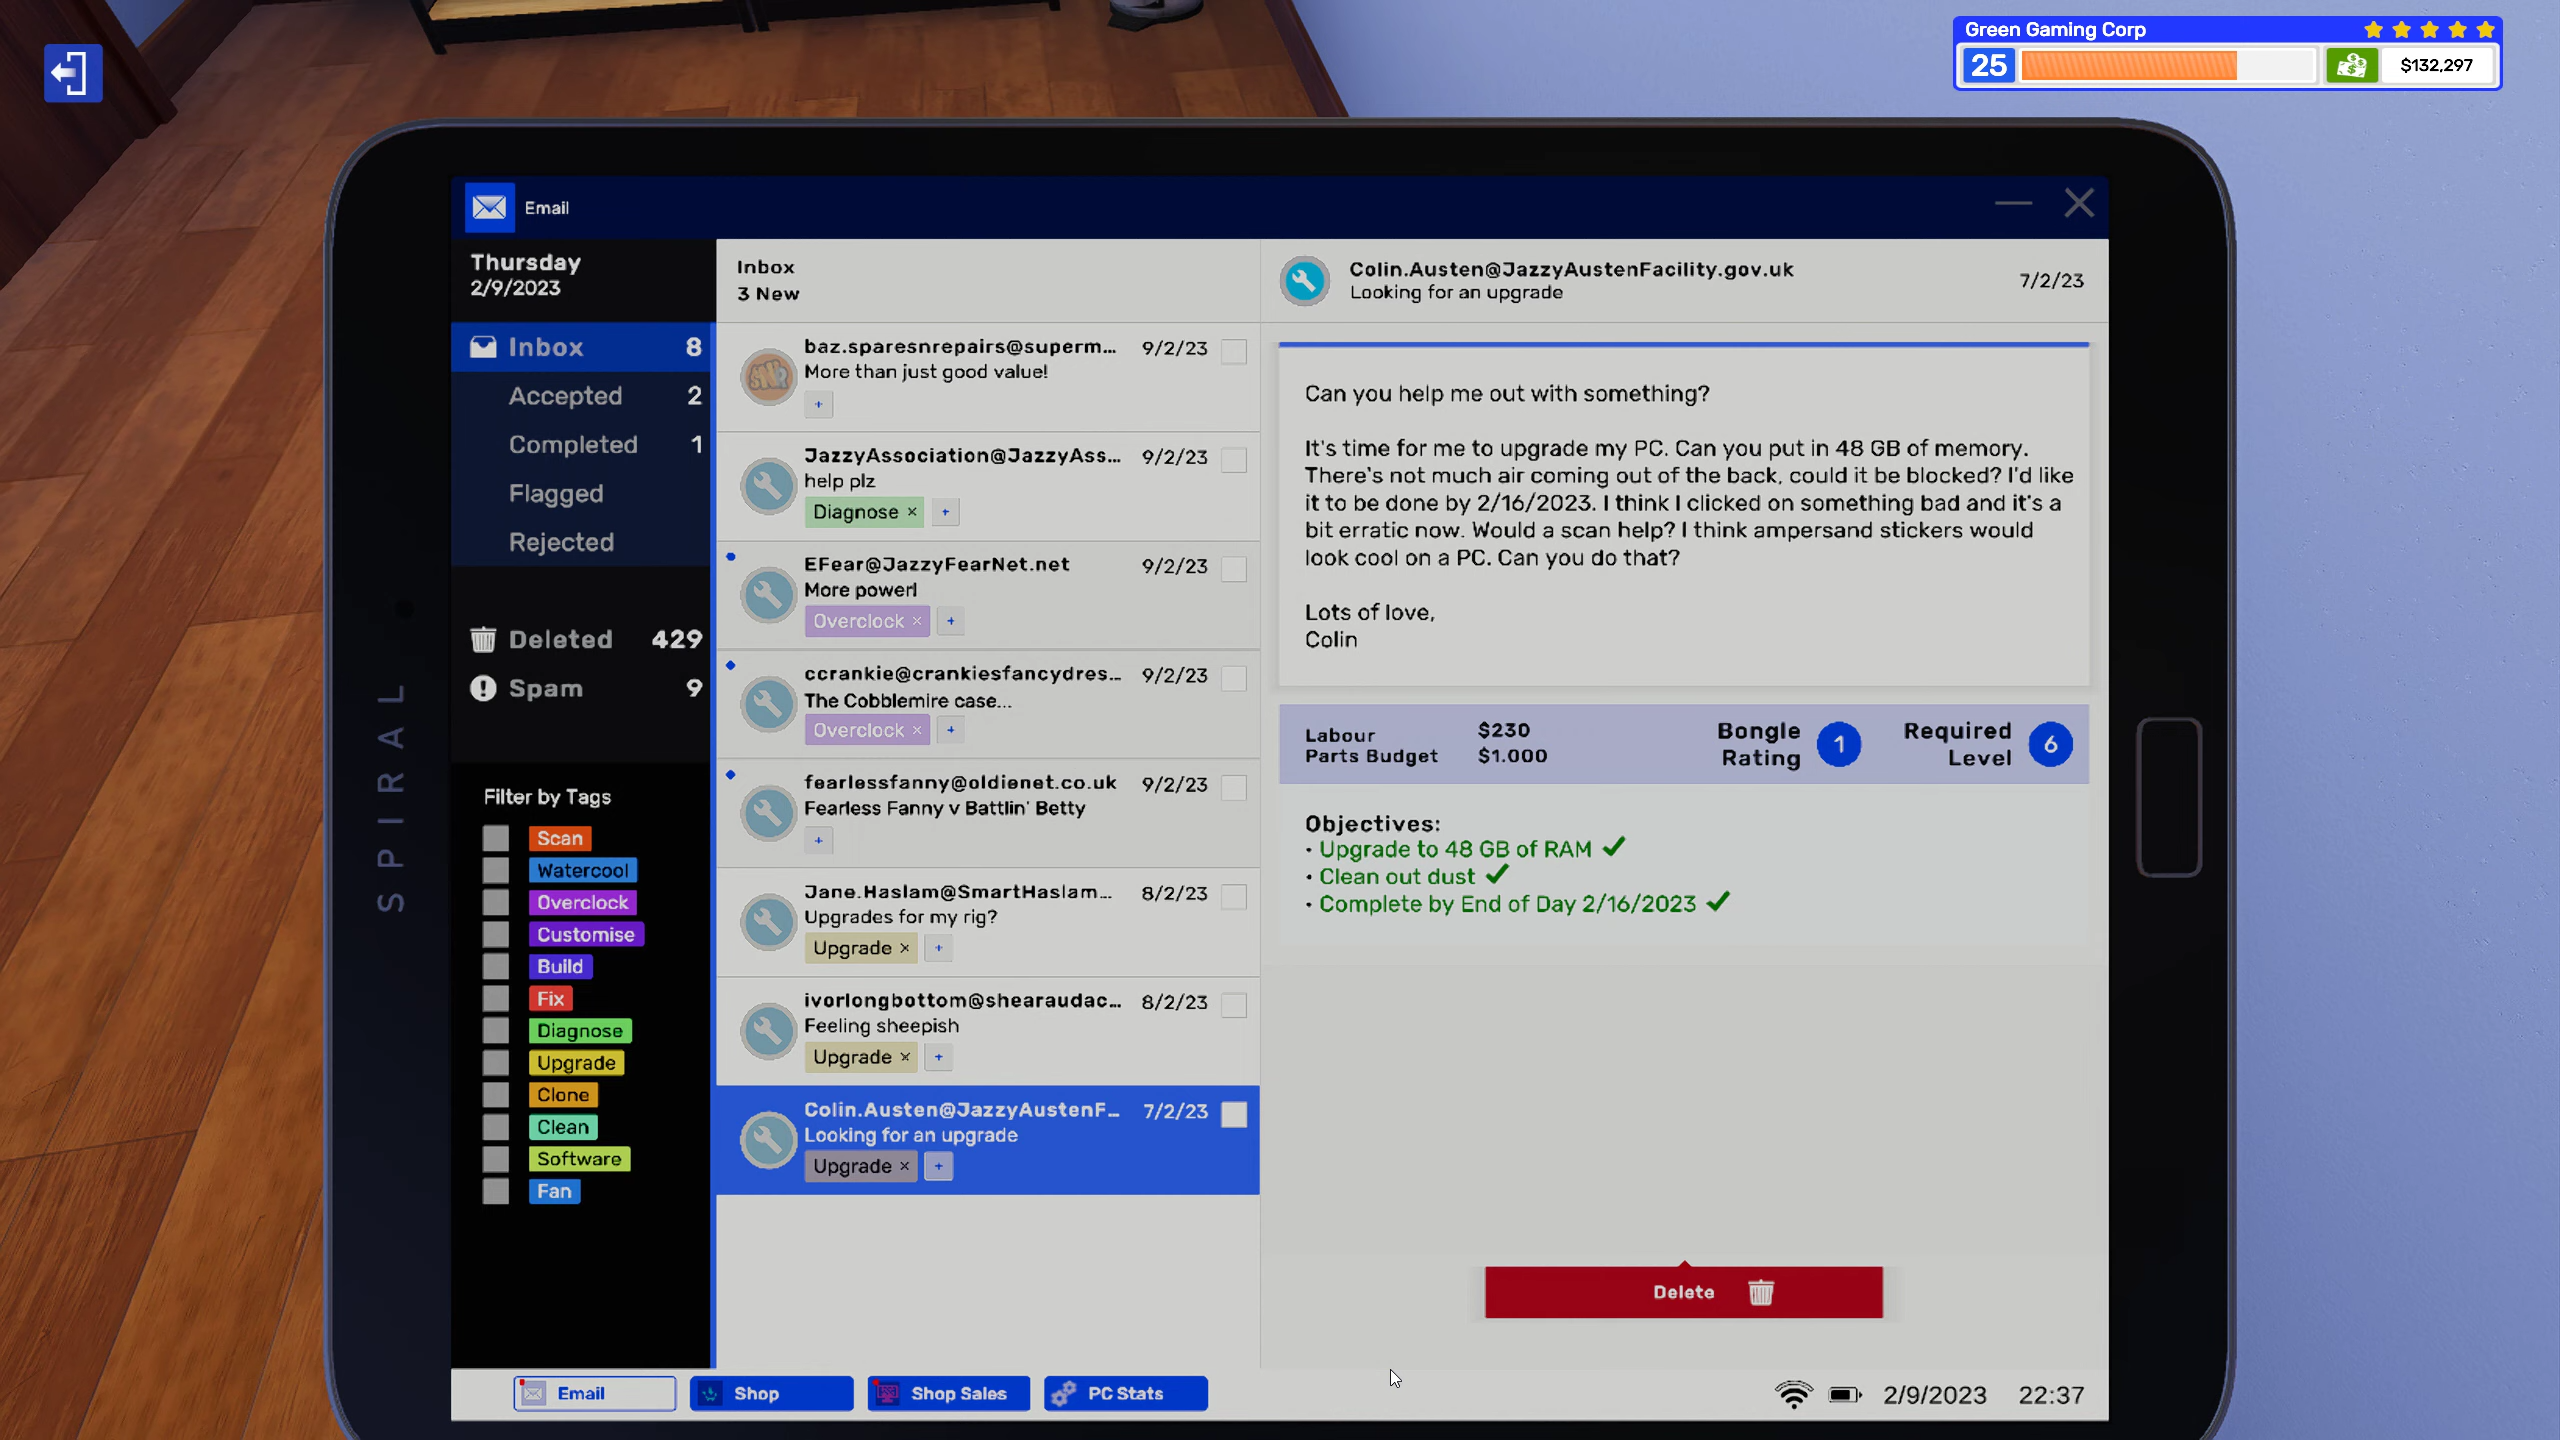 Green Gaming Corp
25
$132,297
Email
Thursday
2/9/2023
Inbox 8
Accepted 2
Completed 1
Flagged
Rejected
Deleted 429
Spam 9
Filter by Tags
Scan
Watercool
Overclock
Customise
Build
Fix
Diagnose
Upgrade
Clone
Clean
Software
Fan
SPIRAL
Inbox
3 New
baz.sparesnrepairs@superm... 9/2/23
More than just good value!
+
SNR
JazzyAssociation@JazzyAss... 9/2/23
help plz
Diagnose × +
EFear@JazzyFearNet.net 9/2/23
More power!
Overclock × +
ccrankie@crankiesfancydres... 9/2/23
The Cobblemire case...
Overclock × +
fearlessfanny@oldienet.co.uk 9/2/23
Fearless Fanny v Battlin' Betty
+
Jane.Haslam@SmartHaslam... 8/2/23
Upgrades for my rig?
Upgrade × +
ivorlongbottom@shearaudac... 8/2/23
Feeling sheepish
Upgrade × +
Colin.Austen@JazzyAustenF... 7/2/23
Looking for an upgrade
Upgrade × +
Colin.Austen@JazzyAustenFacility.gov.uk
Looking for an upgrade
7/2/23
Can you help me out with something?
It's time for me to upgrade my PC. Can you put in 48 GB of memory.
There's not much air coming out of the back, could it be blocked? I'd like
it to be done by 2/16/2023. I think I clicked on something bad and it's a
bit erratic now. Would a scan help? I think ampersand stickers would
look cool on a PC. Can you do that?
Lots of love,
Colin
Labour $230
Parts Budget $1.000
Bongle
Rating
1
Required
Level
6
Objectives:
• Upgrade to 48 GB of RAM
• Clean out dust
• Complete by End of Day 2/16/2023
Delete
Email
Shop
Shop Sales
PC Stats
2/9/2023 22:37